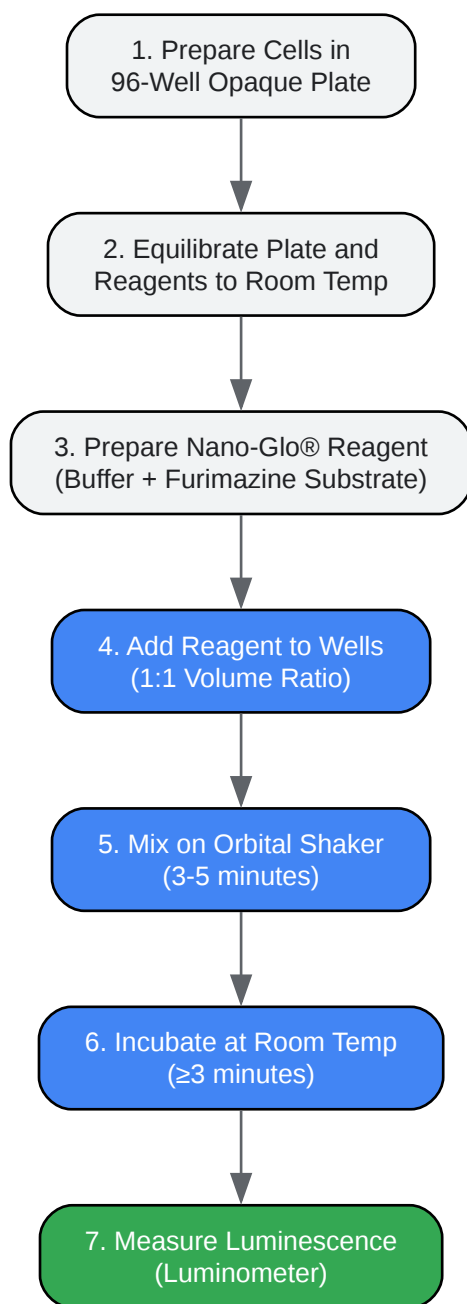 1. Prepare Cells in
96-Well Opaque Plate
2. Equilibrate Plate and
Reagents to Room Temp
3. Prepare Nano-Glo® Reagent
(Buffer + Furimazine Substrate)
4. Add Reagent to Wells
(1:1 Volume Ratio)
5. Mix on Orbital Shaker
(3-5 minutes)
6. Incubate at Room Temp
(≥3 minutes)
7. Measure Luminescence
(Luminometer)